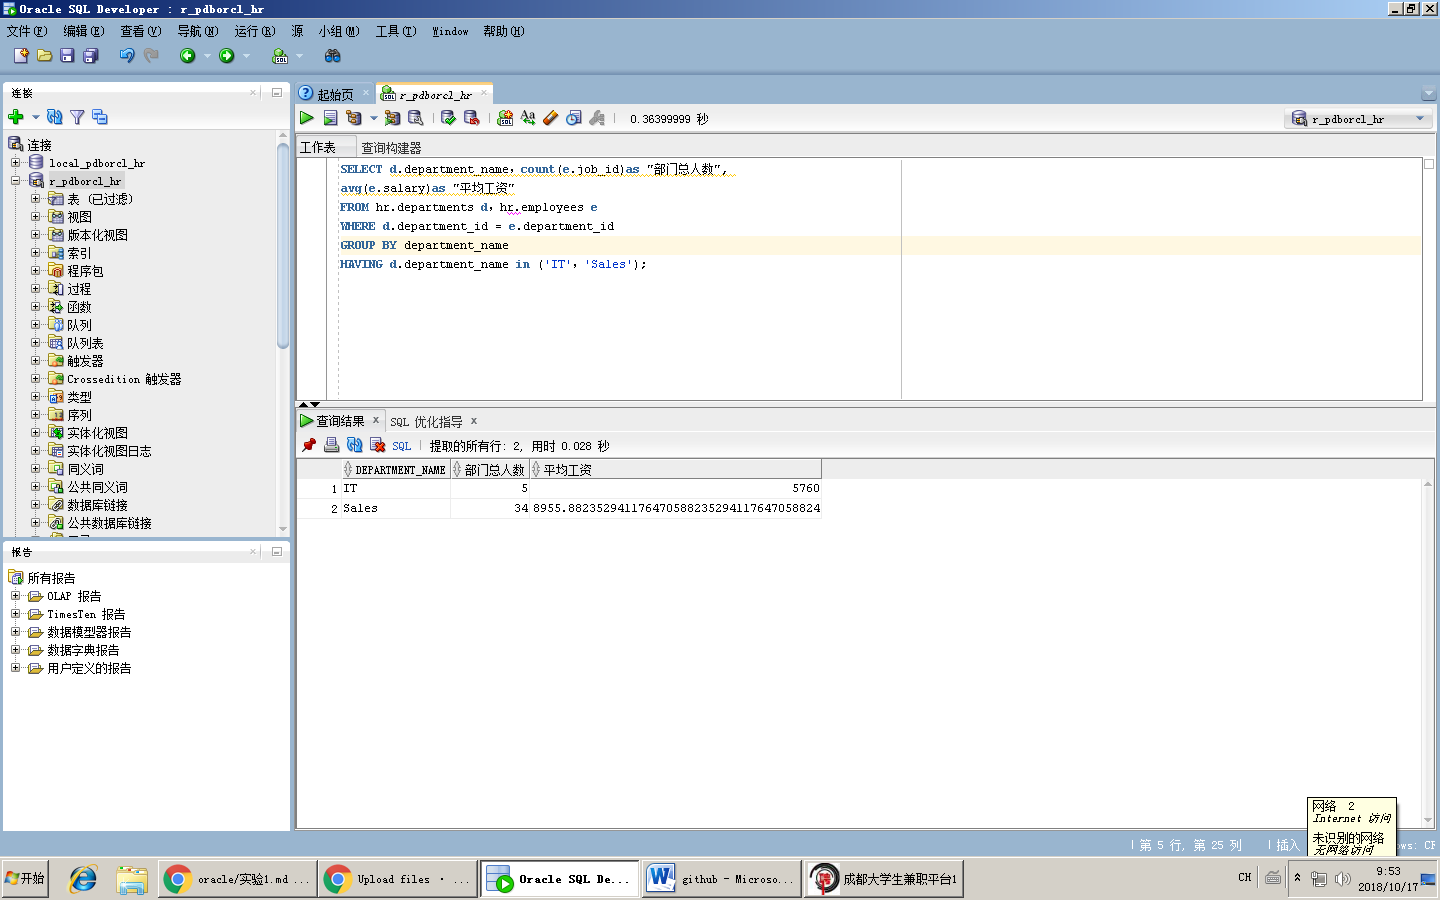 Oracle SQL Developer : r_pdborcl_hr
文件(F) 编辑(E) 查看(V) 导航(N) 运行(R) 源 小组(M) 工具(T) Window 帮助(H)
连接
连接
local_pdborcl_hr
r_pdborcl_hr
表 (已过滤)
视图
版本化视图
索引
程序包
过程
函数
队列
队列表
触发器
Crossedition 触发器
类型
序列
实体化视图
实体化视图日志
同义词
公共同义词
数据库链接
公共数据库链接
报告
所有报告
OLAP 报告
TimesTen 报告
数据模型器报告
数据字典报告
用户定义的报告
起始页 r_pdborcl_hr
0.36399999 秒
r_pdborcl_hr
工作表 查询构建器
SELECT d.department_name, count(e.job_id)as "部门总人数",
avg(e.salary)as "平均工资"
FROM hr.departments d, hr.employees e
WHERE d.department_id = e.department_id
GROUP BY department_name
HAVING d.department_name in ('IT', 'Sales');
查询结果 x SQL 优化指导 x
SQL 提取的所有行: 2, 用时 0.028 秒
DEPARTMENT_NAME 部门总人数 平均工资
1 IT 5 5760
2 Sales 34 8955.882352941176470588235294117647058824
网络 2
Internet 访问
未识别的网络
无网络访问
第 5 行, 第 25 列 插入
开始 oracle/实验1.md ... Upload files · ... Oracle SQL De... github - Microso... 成都大学生兼职平台1
CH
9:53
2018/10/17